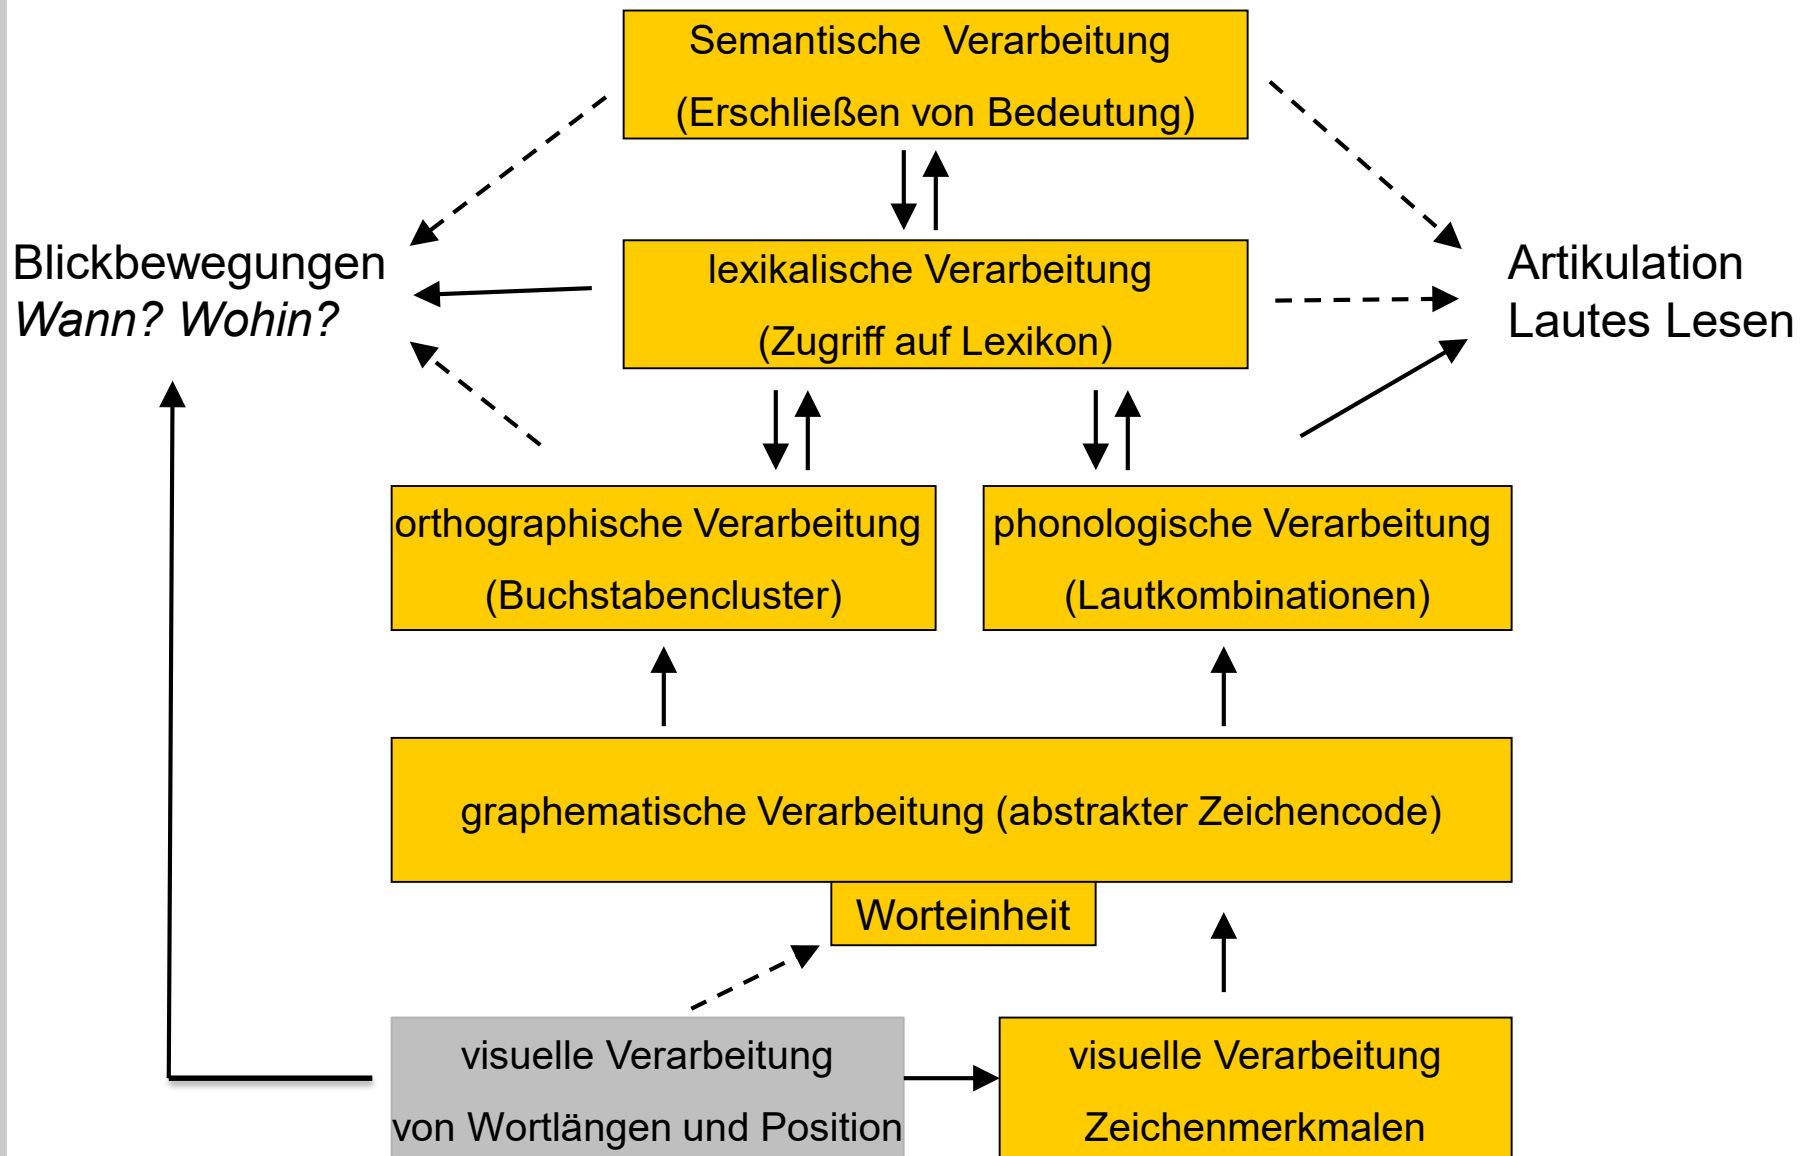 Semantische Verarbeitung
(Erschließen von Bedeutung)
Blickbewegungen
Wann? Wohin?
lexikalische Verarbeitung
(Zugriff auf Lexikon)
Artikulation
Lautes Lesen
orthographische Verarbeitung
(Buchstabencluster)
phonologische Verarbeitung
(Lautkombinationen)
graphematische Verarbeitung (abstrakter Zeichencode)
Worteinheit
visuelle Verarbeitung
von Wortlängen und Position
visuelle Verarbeitung
Zeichenmerkmalen